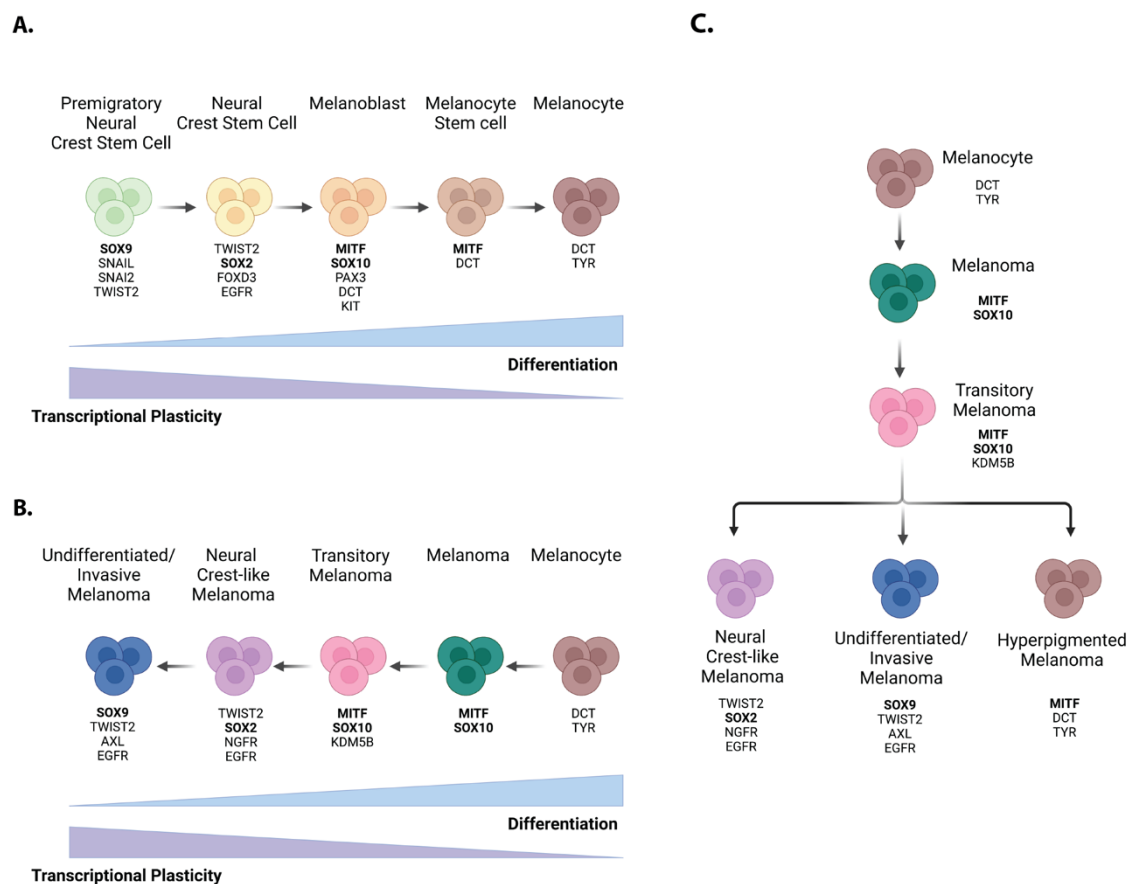 A.
Premigratory
Neural
Crest Stem Cell
Neural
Crest Stem Cell
Melanoblast
Melanocyte
Stem cell
Melanocyte
SOX9
SNAIL
SNAI2
TWIST2
TWIST2
SOX2
FOXD3
EGFR
MITF
SOX10
PAX3
DCT
KIT
MITF
DCT
DCT
TYR
Differentiation
Transcriptional Plasticity
B.
Undifferentiated/
Invasive
Melanoma
Neural
Crest-like
Melanoma
Transitory
Melanoma
Melanoma
Melanocyte
SOX9
TWIST2
AXL
EGFR
TWIST2
SOX2
NGFR
EGFR
MITF
SOX10
KDM5B
MITF
SOX10
DCT
TYR
Differentiation
Transcriptional Plasticity
C.
Melanocyte
DCT
TYR
Melanoma
MITF
SOX10
Transitory
Melanoma
MITF
SOX10
KDM5B
Neural
Crest-like
Melanoma
TWIST2
SOX2
NGFR
EGFR
Undifferentiated/
Invasive
Melanoma
SOX9
TWIST2
AXL
EGFR
Hyperpigmented
Melanoma
MITF
DCT
TYR